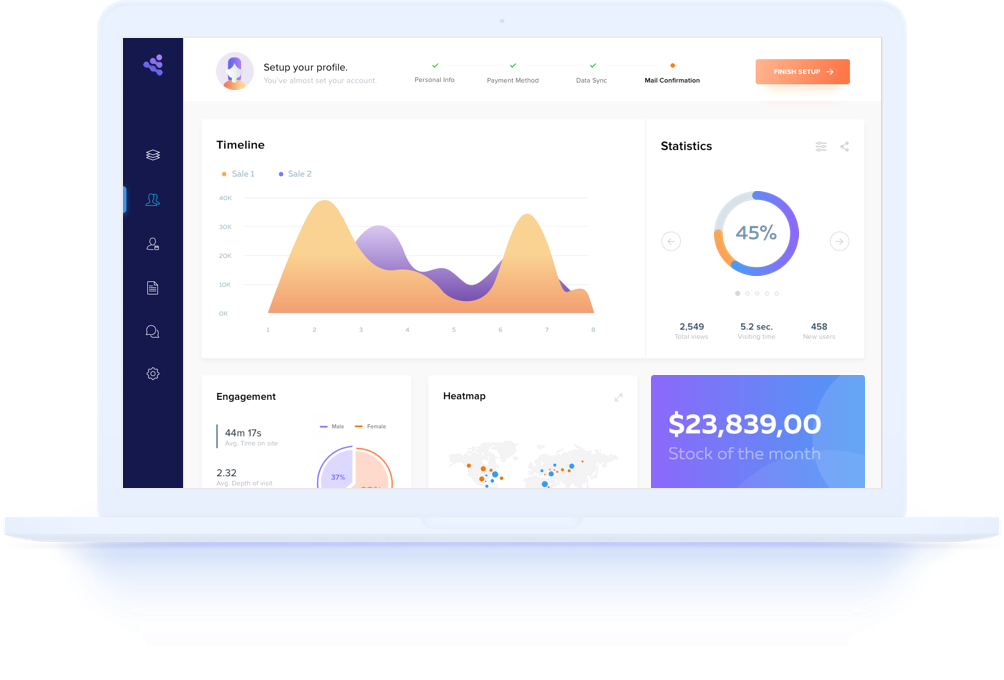 Setup your profile.
You've almost set your account.
Personal Info
Payment Method
Data Sync
Mail Confirmation
FINISH SETUP
Timeline
Sale 1
Sale 2
40K
30K
20K
10K
0K
1 2 3 4 5 6 7 8
Statistics
45%
2,549
Total views
5.2 sec.
Visiting time
458
New users
Engagement
44m 17s
Avg. Time on site
2.32
Avg. Depth of visit
Male
Female
37%
Heatmap
$23,839,00
Stock of the month